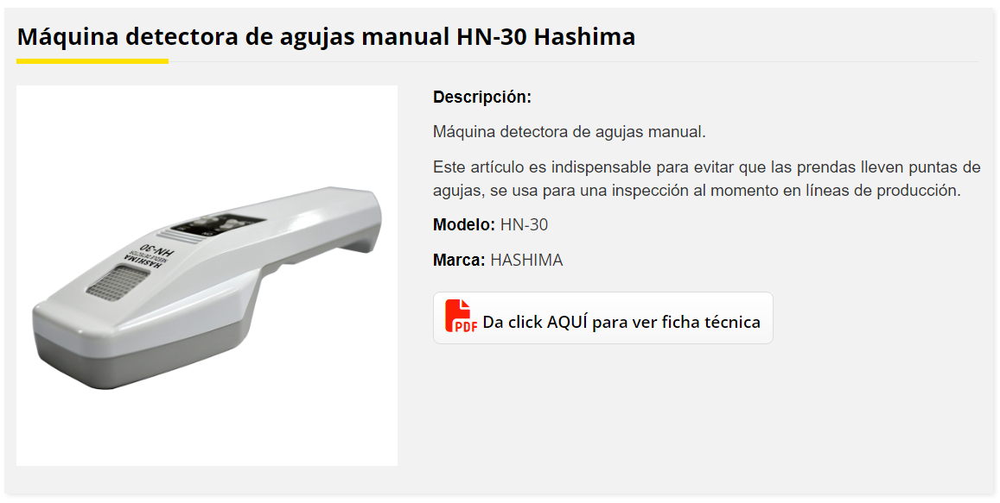 Máquina detectora de agujas manual HN-30 Hashima
Descripción:
Máquina detectora de agujas manual.
Este artículo es indispensable para evitar que las prendas lleven puntas de
agujas, se usa para una inspección al momento en líneas de producción.
Modelo: HN-30
Marca: HASHIMA
PDF Da click AQUÍ para ver ficha técnica
HASHIMA
NEEDLE DETECTOR
HN-30